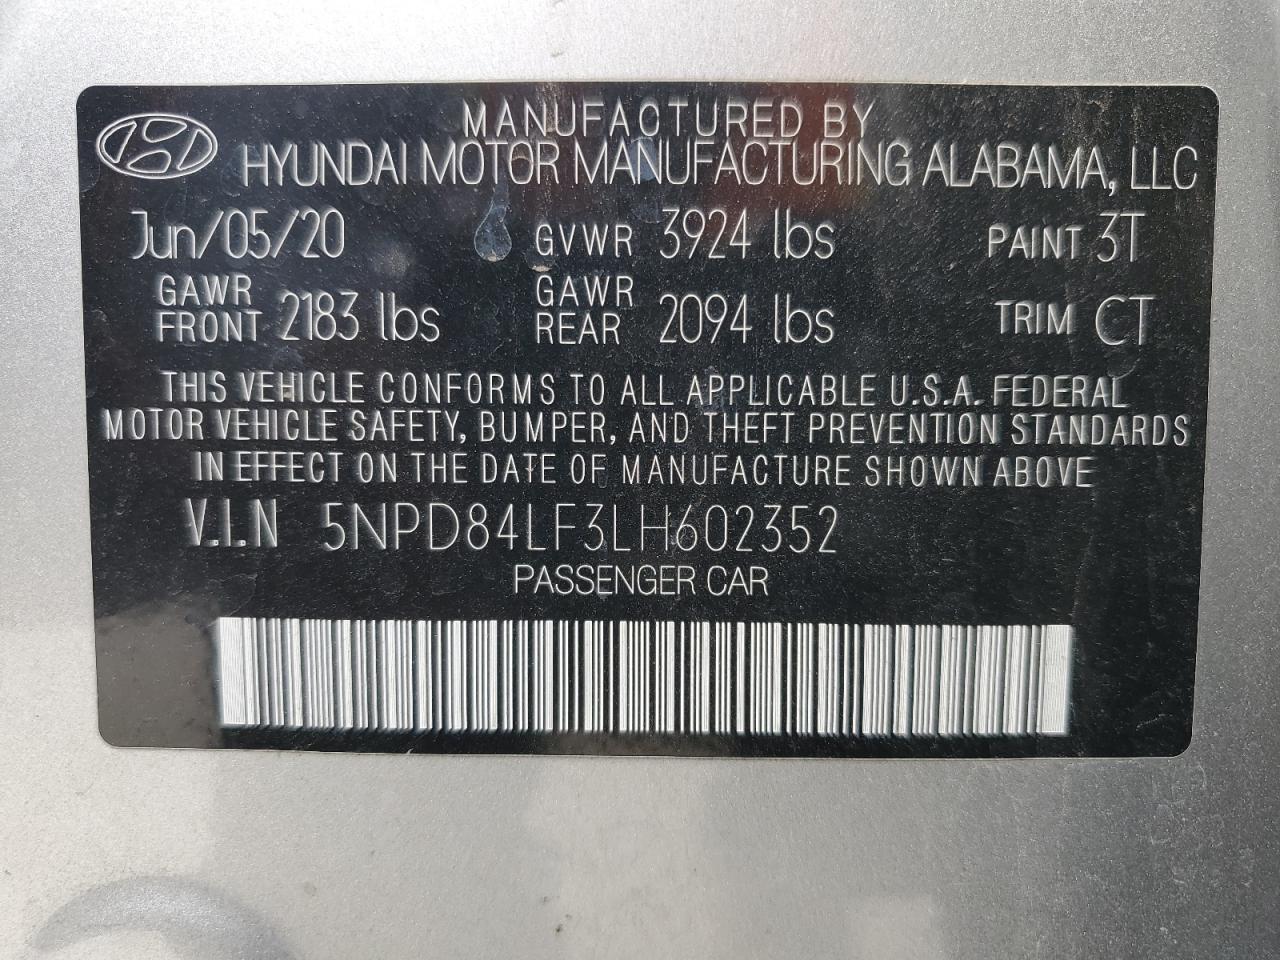 MANUFACTURED BY
HYUNDAI MOTOR MANUFACTURING ALABAMA, LLC
Jun/05/20 GVWR 3924 lbs PAINT 3T
GAWR FRONT 2183 lbs GAWR REAR 2094 lbs TRIM CT
THIS VEHICLE CONFORMS TO ALL APPLICABLE U.S.A. FEDERAL
MOTOR VEHICLE SAFETY, BUMPER, AND THEFT PREVENTION STANDARDS
IN EFFECT ON THE DATE OF MANUFACTURE SHOWN ABOVE
V.I.N 5NPD84LF3LH602352
PASSENGER CAR